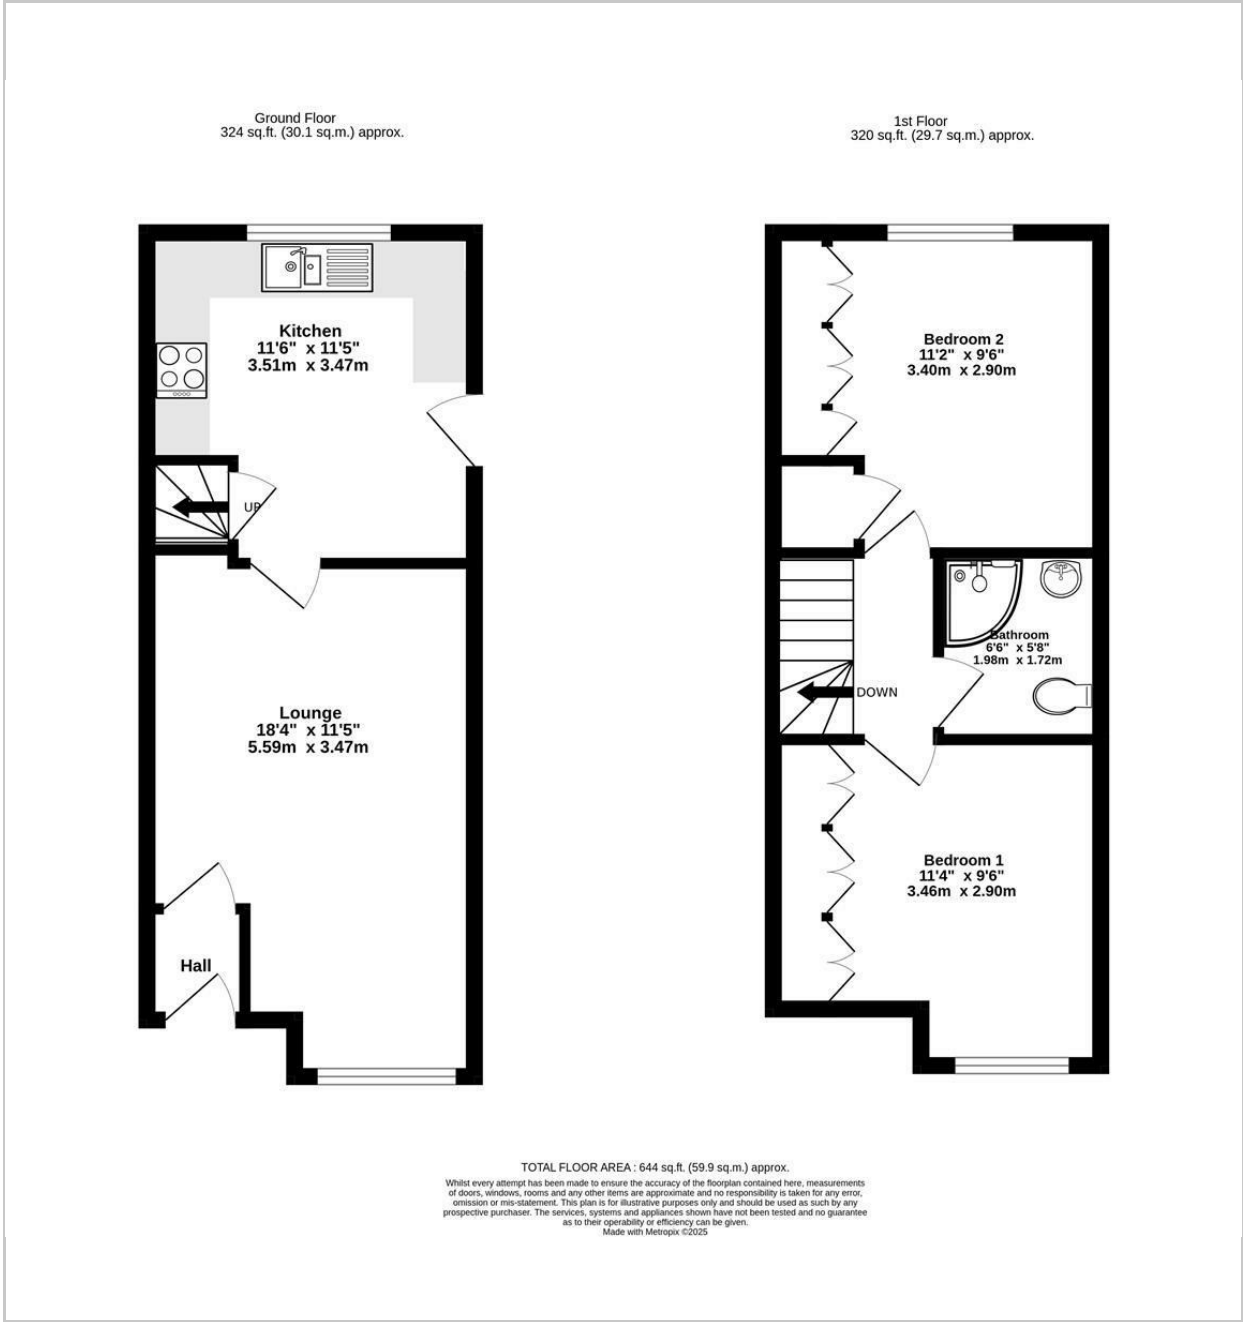 Ground Floor
324 sq.ft. (30.1 sq.m.) approx.
1st Floor
320 sq.ft. (29.7 sq.m.) approx.
Kitchen
11'6" x 11'5"
3.51m x 3.47m
UP
Lounge
18'4" x 11'5"
5.59m x 3.47m
Hall
Bedroom 2
11'2" x 9'6"
3.40m x 2.90m
Bathroom
6'6" x 5'8"
1.98m x 1.72m
DOWN
Bedroom 1
11'4" x 9'6"
3.46m x 2.90m
TOTAL FLOOR AREA : 644 sq.ft. (59.9 sq.m.) approx.
Whilst every attempt has been made to ensure the accuracy of the floorplan contained here, measurements
of doors, windows, rooms and any other items are approximate and no responsibility is taken for any error,
omission or mis-statement. This plan is for illustrative purposes only and should be used as such by any
prospective purchaser. The services, systems and appliances shown have not been tested and no guarantee
as to their operability or efficiency can be given.
Made with Metropix ©2025